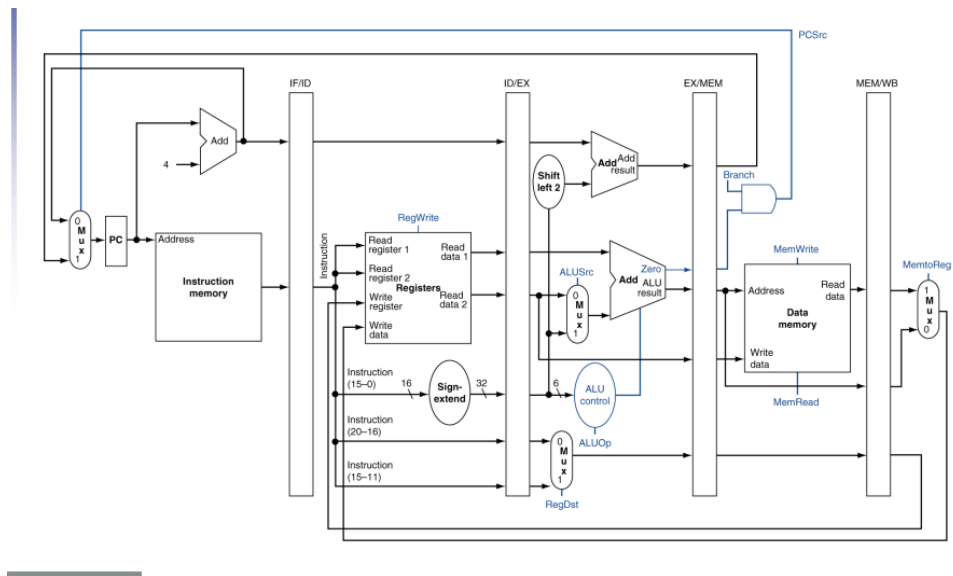 PCSrc
IF/ID
ID/EX
EX/MEM
MEM/WB
Add
4
Add
Add
result
Shift
left 2
Branch
RegWrite
0
M
u
x
1
PC
Address
Instruction
memory
Instruction
Read
register 1
Read
data 1
Read
register 2
Registers
Write
register
Read
data 2
Write
data
ALUSrc
0
M
u
x
1
Zero
Add
ALU
result
MemWrite
Address
Read
data
Data
memory
Write
data
MemRead
MemtoReg
1
M
u
x
0
Instruction
(15–0)
16
Sign-
extend
32
6
ALU
control
ALUOp
Instruction
(20–16)
Instruction
(15–11)
0
M
u
x
1
RegDst